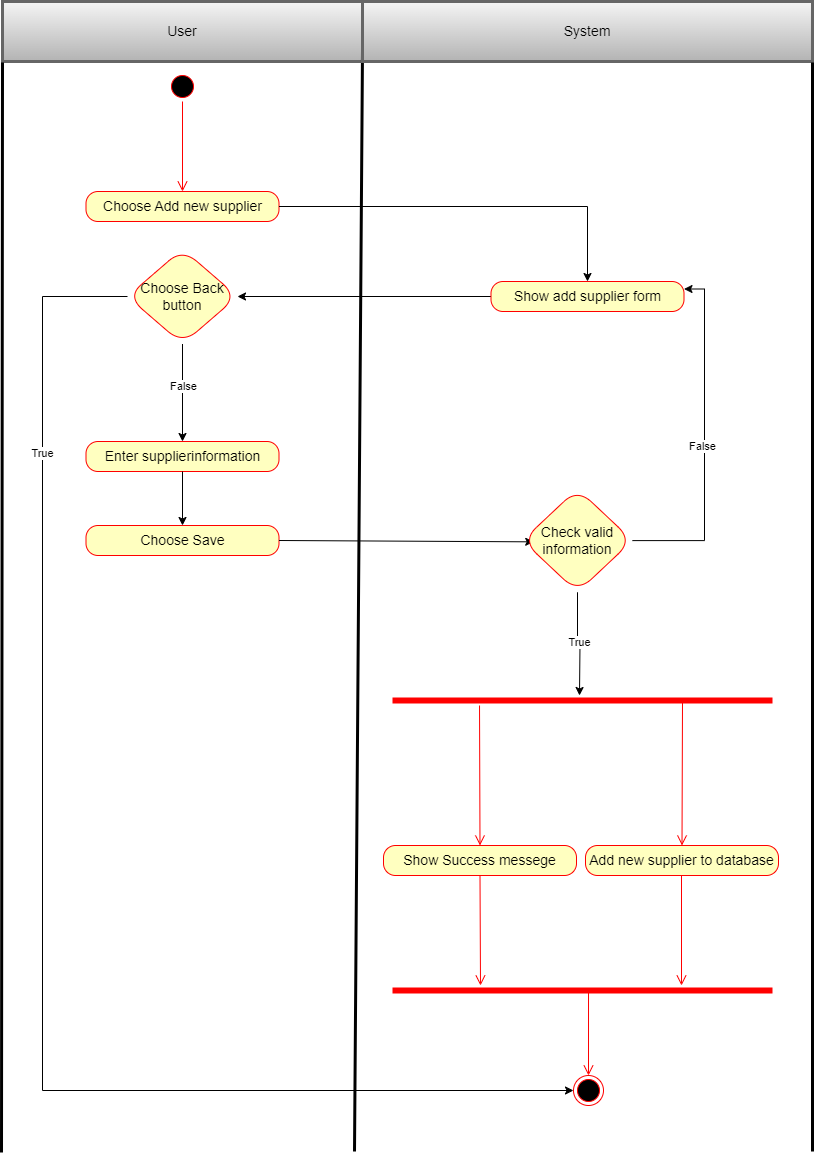 User
System
Choose Add new supplier
Choose Back
button
Show add supplier form
False
True
Enter supplierinformation
False
Choose Save
Check valid
information
True
Show Success messege
Add new supplier to database